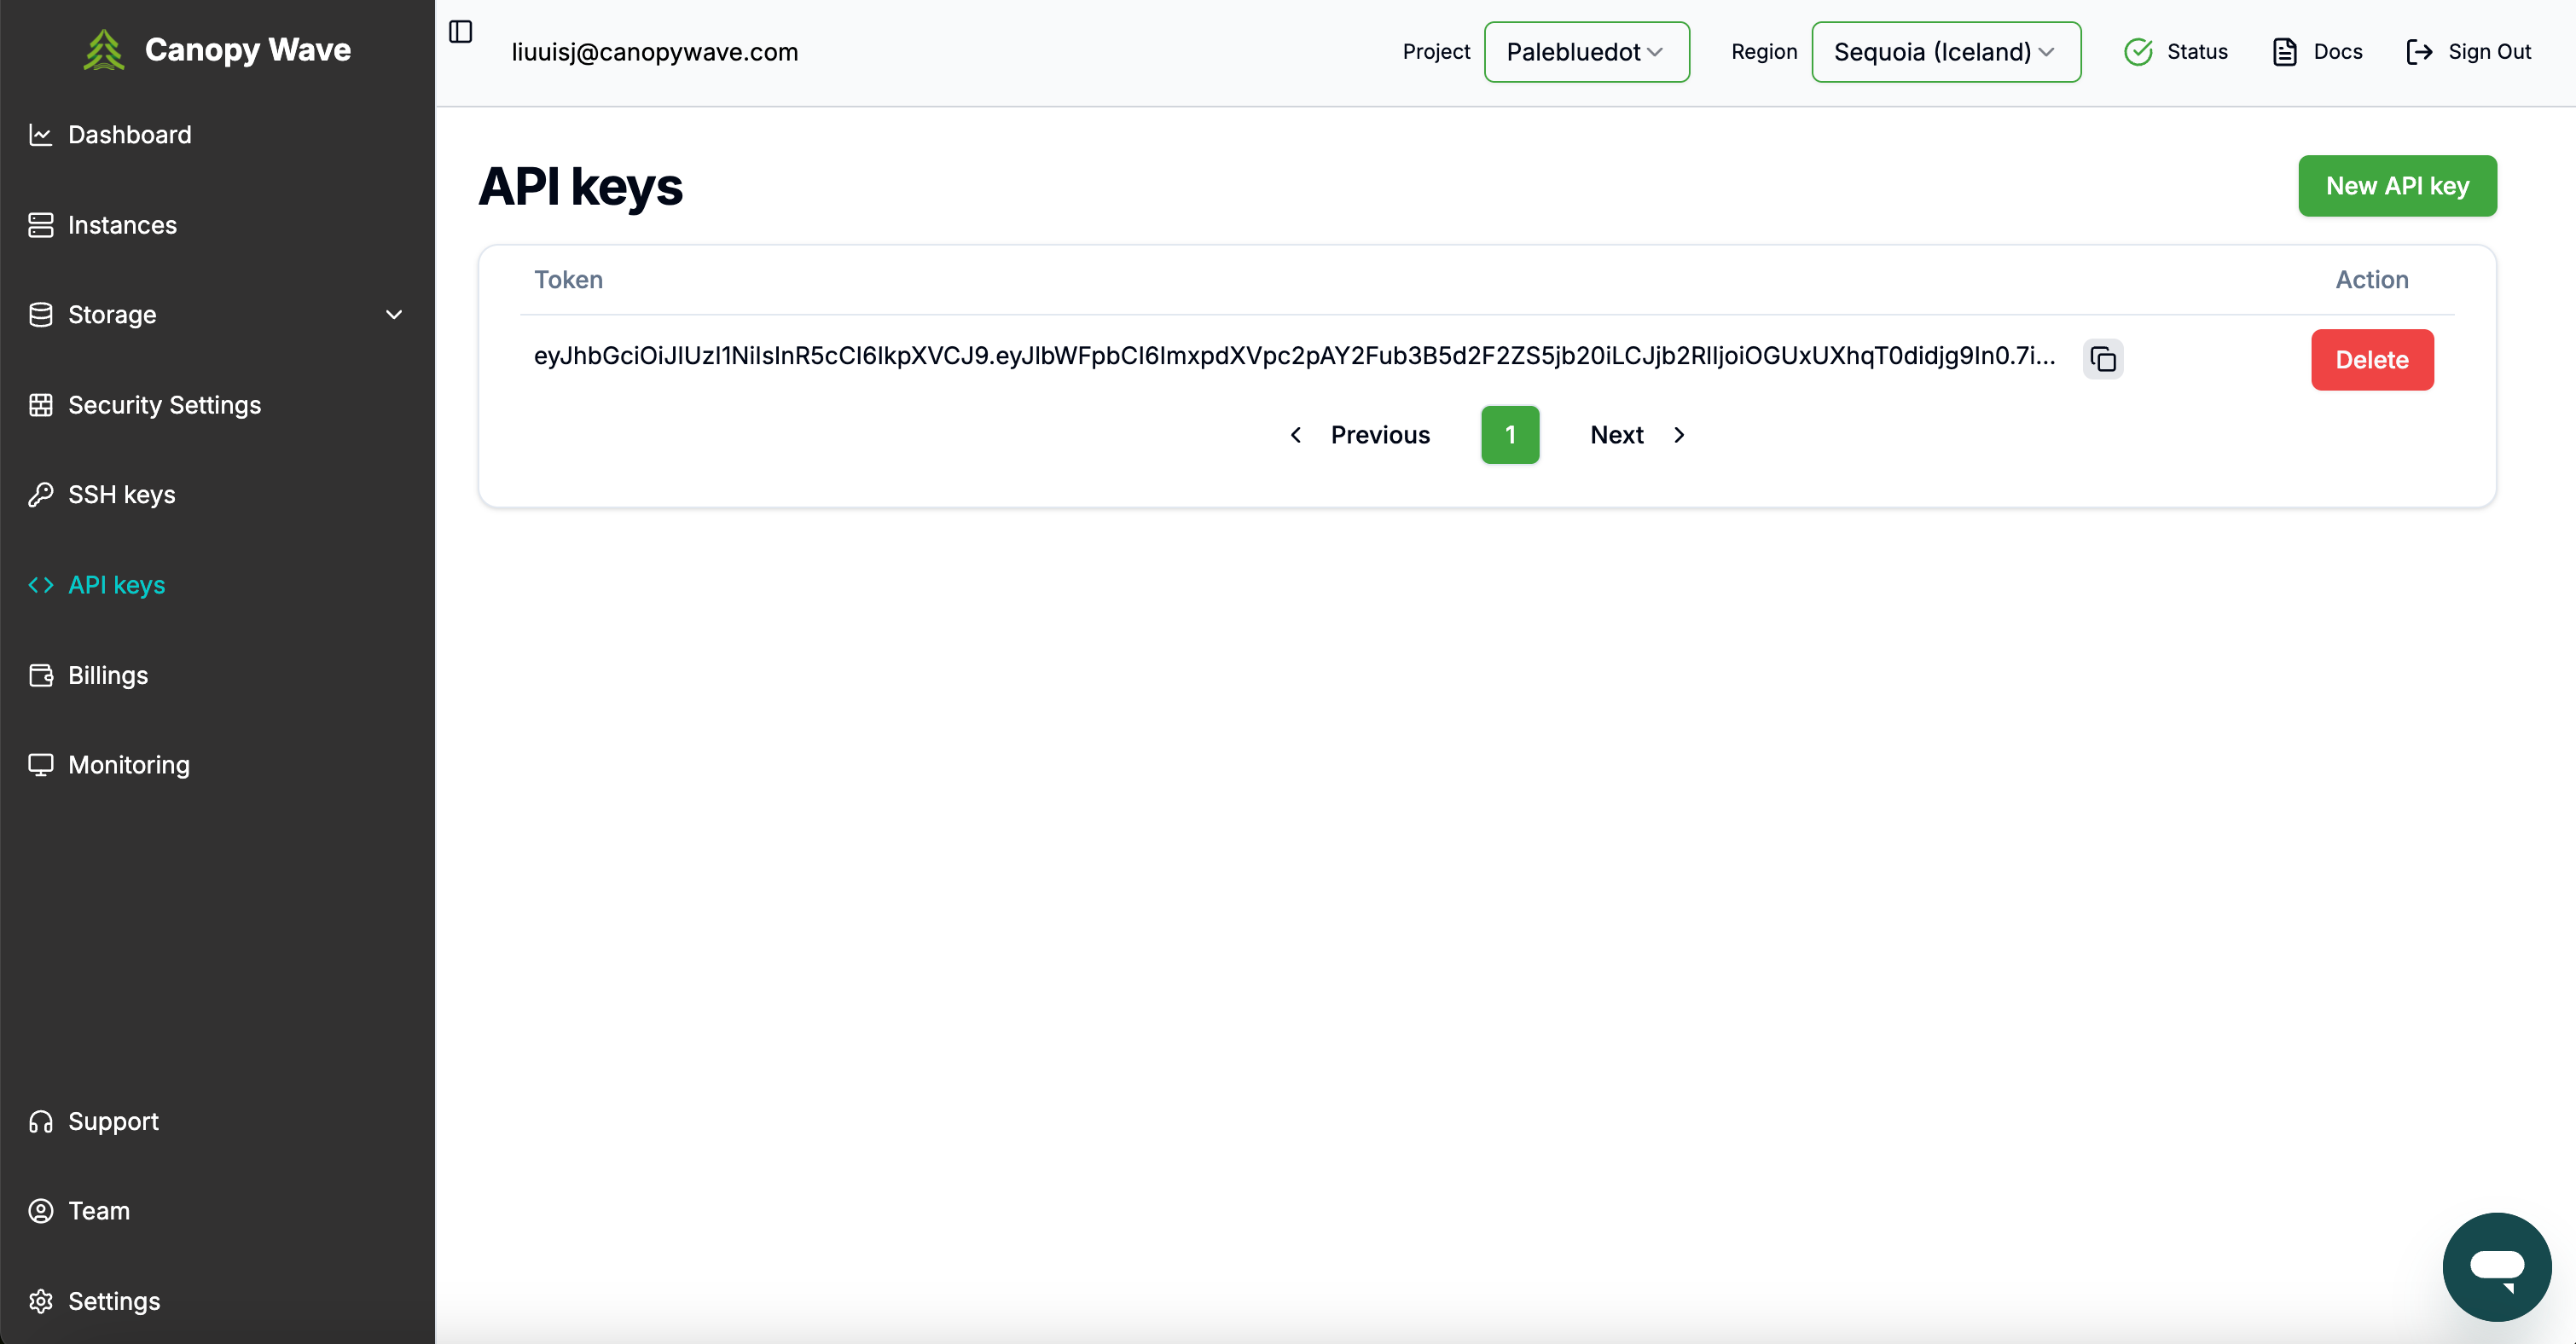 Canopy Wave
liuuisj@canopywave.com
Project
Palebluedot
Region
Sequoia (Iceland)
Status
Docs
Sign Out
Dashboard
Instances
Storage
Security Settings
SSH keys
API keys
Billings
Monitoring
Support
Team
Settings
API keys
New API key
Token
Action
eyJhbGciOiJIUzI1NiIsInR5cCI6IkpXVCJ9.eyJlbWFpbCI6ImxpdXVpc2pAY2Fub3B5d2F2ZS5jb20iLCJjb2RlIjoiOGUxUXhqT0didjg9In0.7i...
Delete
Previous
1
Next